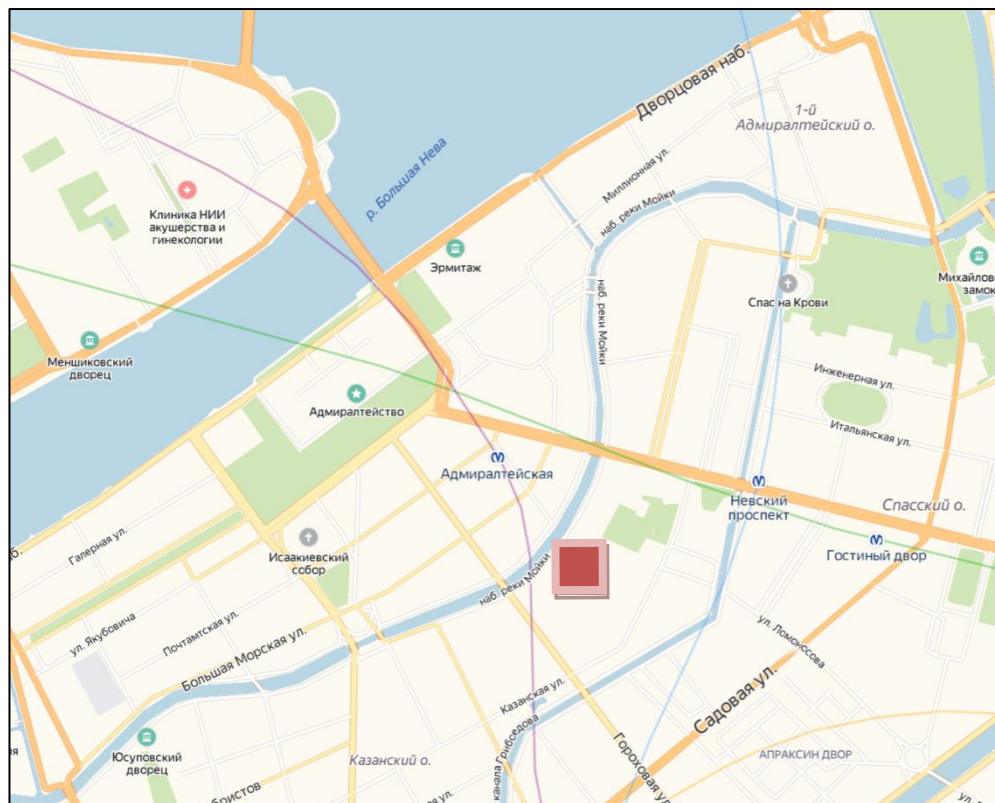 Дворцовая наб.
1-й
Адмиралтейский о.
р. Большая Нева
Миллионная ул.
наб. реки Мойки
Клиника НИИ
акушерства и
гинекологии
Эрмитаж
наб. реки Мойки
Спас на Крови
Михайловс
замок
Меншиковский
дворец
Инженерная ул.
Адмиралтейство
Итальянская ул.
Адмиралтейская
Невский
проспект
Спасский о.
Гостиный двор
Галерная ул.
б.
Исаакиевский
собор
наб. реки Мойки
ул. Якубовича
Почтамтская ул.
Большая Морская ул.
ул. Ломоносова
Казанская ул.
Садовая ул.
Юсуповский
дворец
Казанский о.
канала Грибоедова
Гороховая ул.
АПРАКСИН ДВОР
бристов